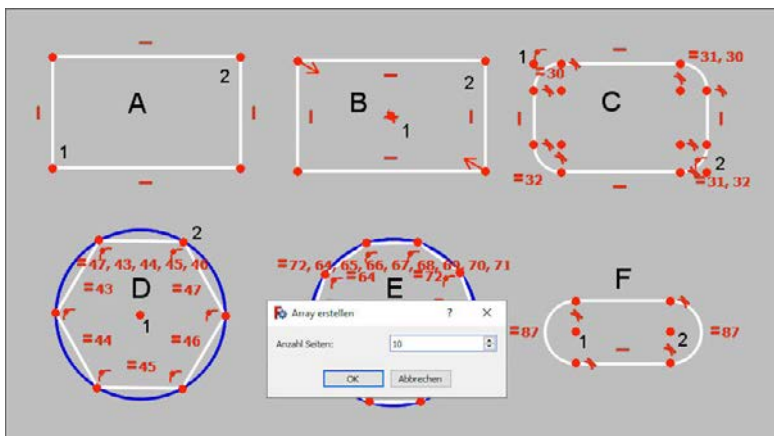 A
2
1
B
2
1
1
=30
C
=31, 30
=32
2
=31, 32
D
2
=47, 43, 44, 45, 46
=43
=47
1
=44
=46
=45
E
=72, 64, 65, 66, 67, 68, 69, 70, 71
=64
=72
F
=87
1
2
=87
Array erstellen
?
Anzahl Seiten:
10
OK
Abbrechen